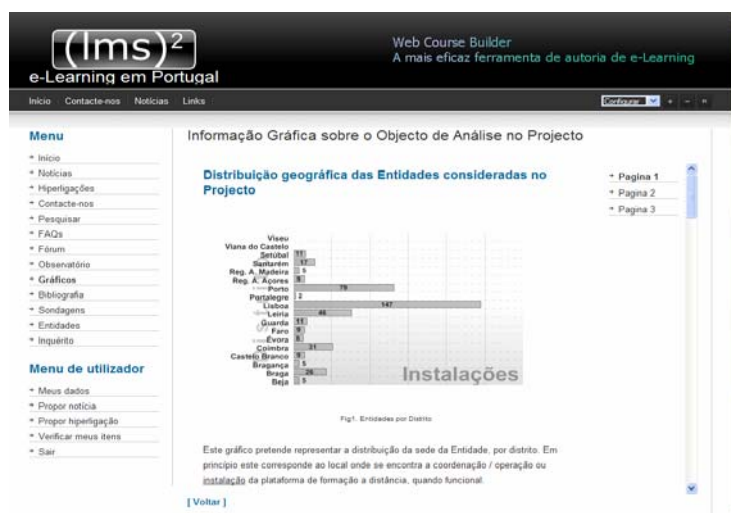 (lms)²
e-Learning em Portugal
Web Course Builder
A mais eficaz ferramenta de autoria de e-Learning
Início Contacte-nos Notícias Links
Configurar
Menu
Início
Notícias
Hiperligações
Contacte-nos
Pesquisar
FAQs
Fórum
Observatório
Gráficos
Bibliografia
Sondagens
Entidades
Inquérito
Menu de utilizador
Meus dados
Propor notícia
Propor hiperligação
Verificar meus itens
Sair
Informação Gráfica sobre o Objecto de Análise no Projecto
Distribuição geográfica das Entidades consideradas no
Projecto
Viseu
Viana do Castelo
Setúbal 11
Santarém 17
Reg. A. Madeira 5
Reg. A. Açores
Porto 79
Portalegre 2
Lisboa 147
Leiria 46
Guarda 11
Faro 9
Évora
Coimbra 31
Castelo Branco 9
Bragança 5
Braga 26
Beja 5
Instalações
Fig1. Entidades por Distrito
Este gráfico pretende representar a distribuição da sede da Entidade, por distrito. Em
princípio este corresponde ao local onde se encontra a coordenação / operação ou
instalação da plataforma de formação a distância, quando funcional.
[ Voltar ]
Pagina 1
Pagina 2
Pagina 3